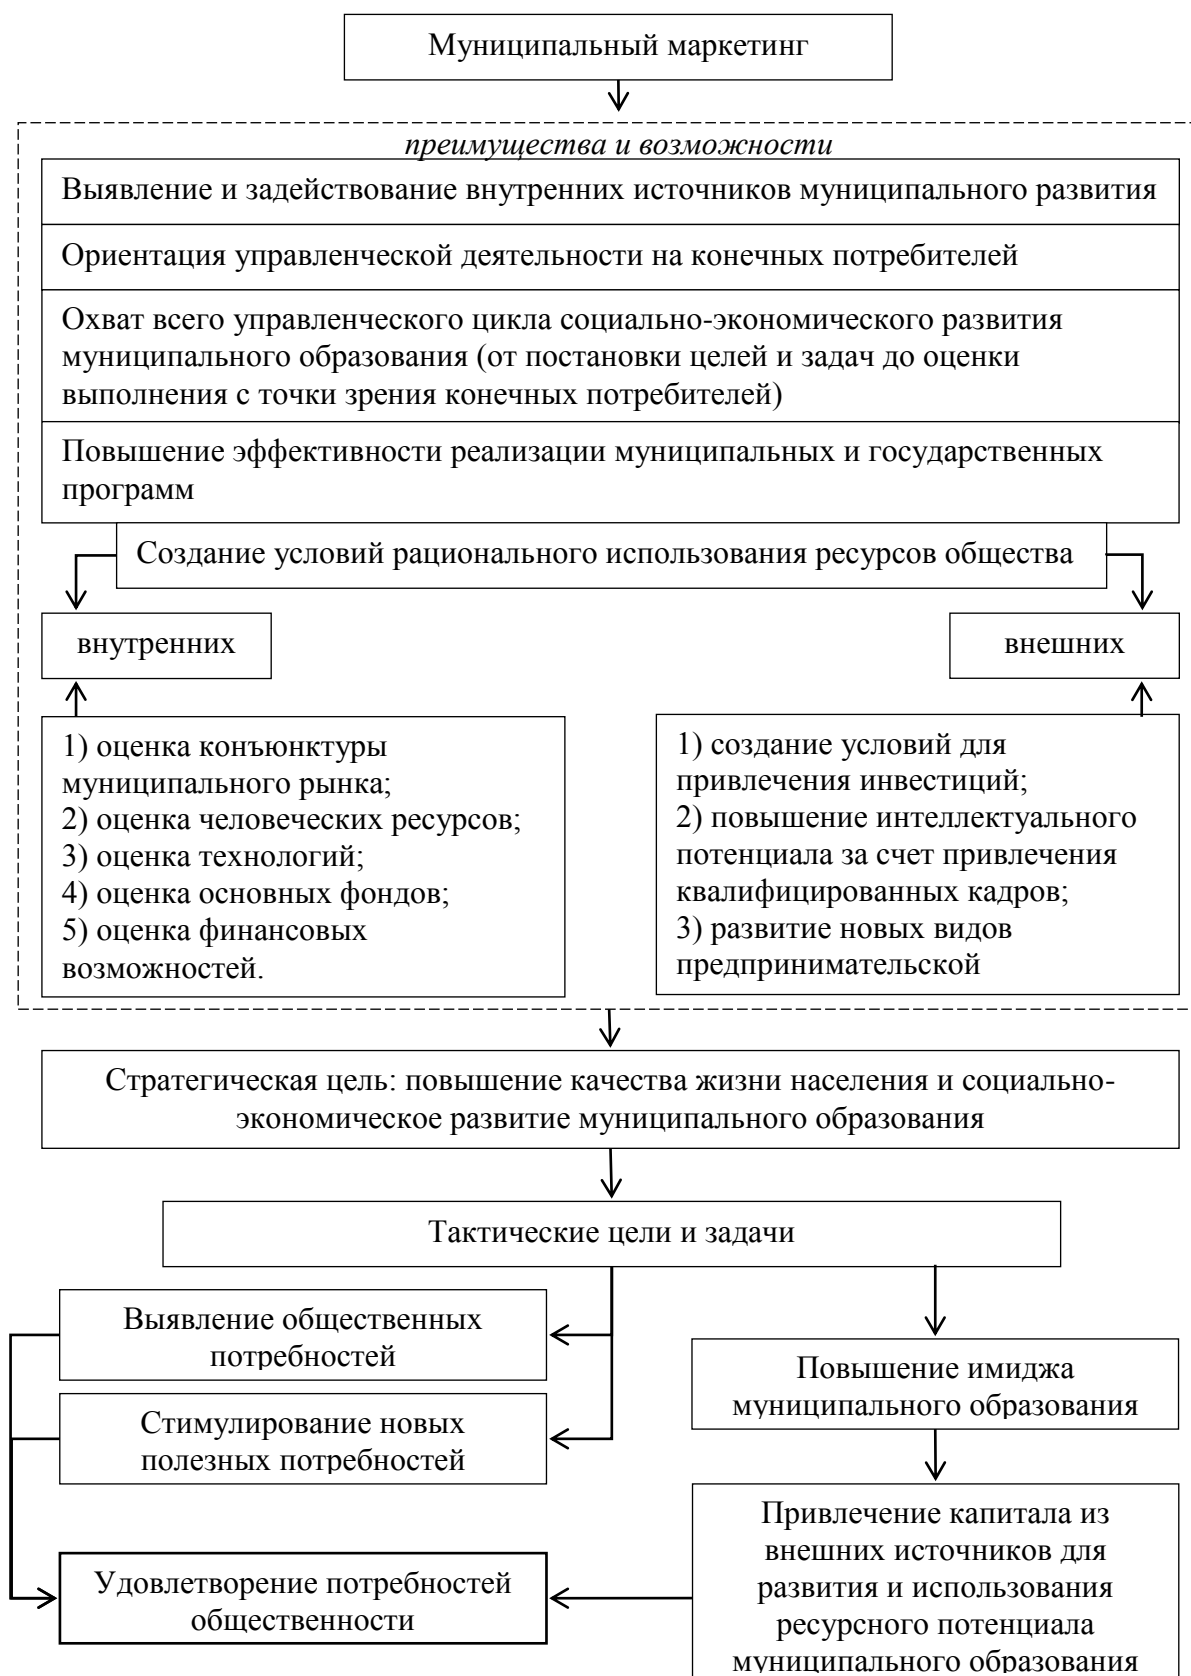 Муниципальный маркетинг
преимущества и возможности
Выявление и задействование внутренних источников муниципального развития
Ориентация управленческой деятельности на конечных потребителей
Охват всего управленческого цикла социально-экономического развития
муниципального образования (от постановки целей и задач до оценки
выполнения с точки зрения конечных потребителей)
Повышение эффективности реализации муниципальных и государственных
программ
Создание условий рационального использования ресурсов общества
внутренних
внешних
1) оценка конъюнктуры
муниципального рынка;
2) оценка человеческих ресурсов;
3) оценка технологий;
4) оценка основных фондов;
5) оценка финансовых
возможностей.
1) создание условий для
привлечения инвестиций;
2) повышение интеллектуального
потенциала за счет привлечения
квалифицированных кадров;
3) развитие новых видов
предпринимательской
Стратегическая цель: повышение качества жизни населения и социально-
экономическое развитие муниципального образования
Тактические цели и задачи
Выявление общественных
потребностей
Стимулирование новых
полезных потребностей
Удовлетворение потребностей
общественности
Повышение имиджа
муниципального образования
Привлечение капитала из
внешних источников для
развития и использования
ресурсного потенциала
муниципального образования